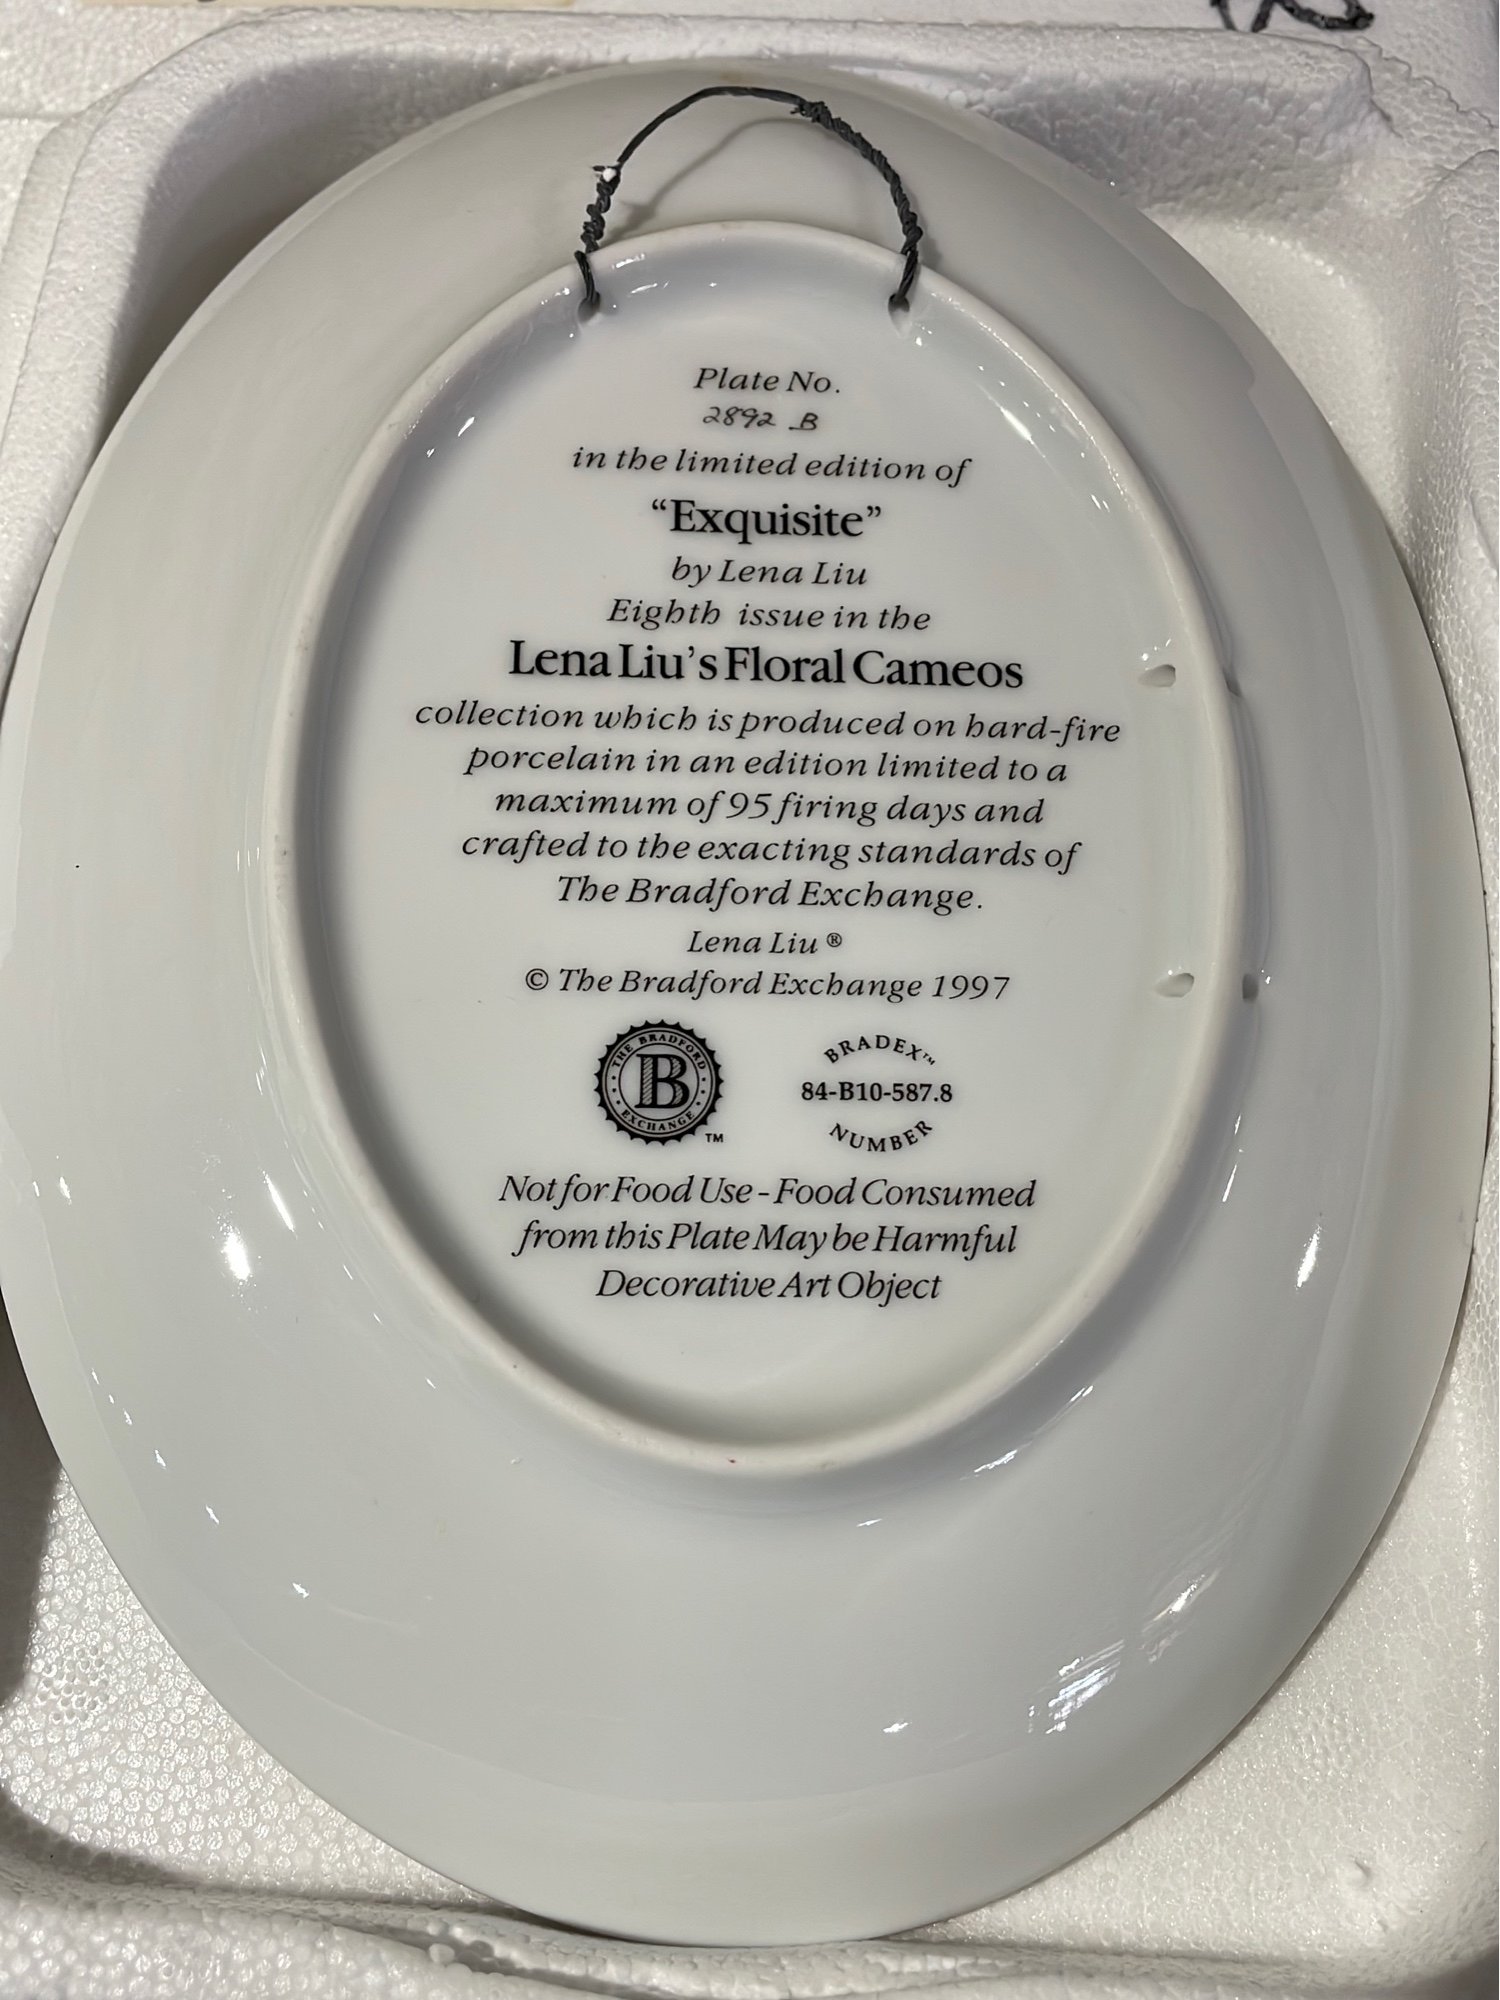 Plate No.
2892 B
in the limited edition of
“Exquisite”
by Lena Liu
Eighth issue in the
Lena Liu's Floral Cameos
collection which is produced on hard-fire
porcelain in an edition limited to a
maximum of 95 firing days and
crafted to the exacting standards of
The Bradford Exchange.
Lena Liu ®
© The Bradford Exchange 1997
THE BRADFORD
B
EXCHANGE
TM
BRADEX™
84-B10-587.8
NUMBER
Not for Food Use - Food Consumed
from this Plate May be Harmful
Decorative Art Object